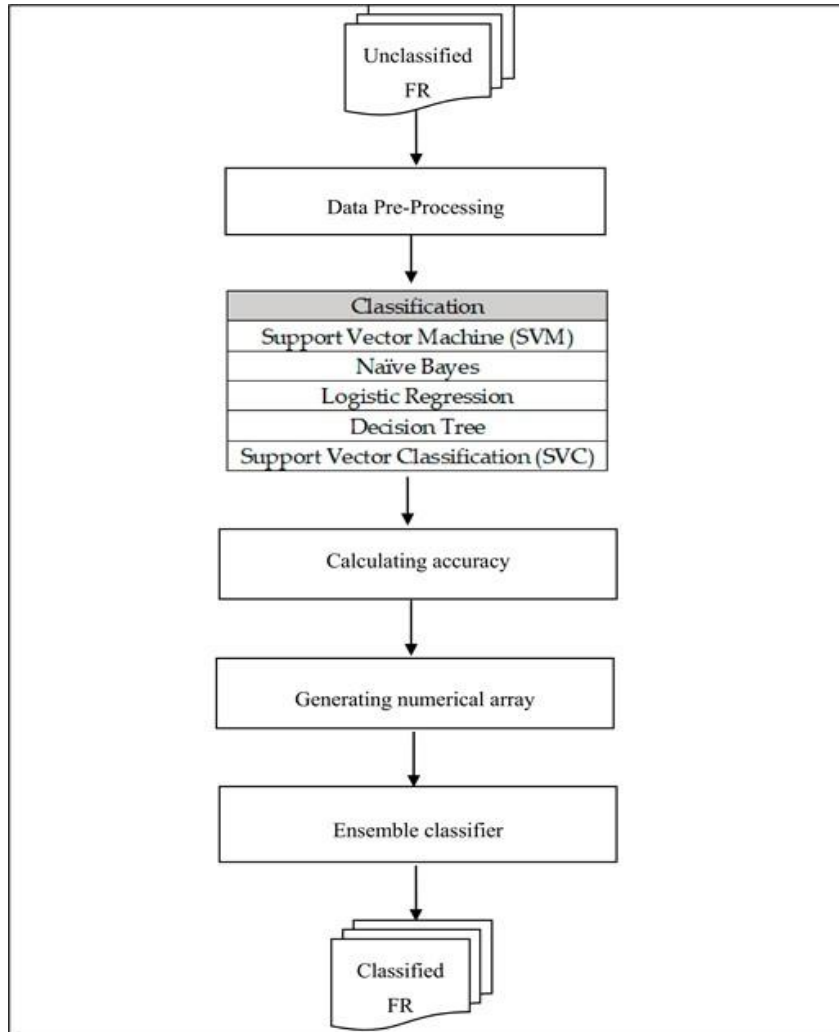 Unclassified
FR
Data Pre-Processing
Classification
Support Vector Machine (SVM)
Naïve Bayes
Logistic Regression
Decision Tree
Support Vector Classification (SVC)
Calculating accuracy
Generating numerical array
Ensemble classifier
Classified
FR